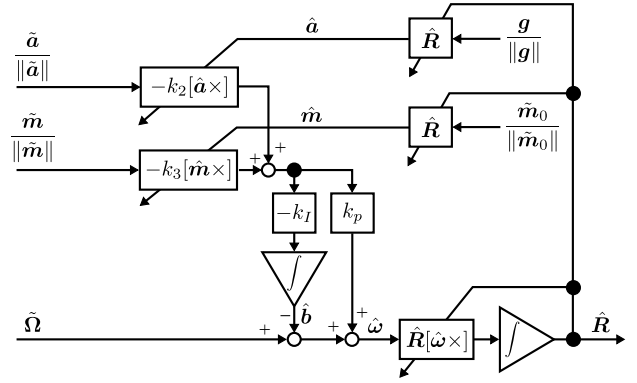 â
g
‖g‖
R̂
ã
‖ã‖
−k₂[â×]
m̂
m̃₀
‖m̃₀‖
R̂
m̃
‖m̃‖
+
+
−k₃[m̂×]
−k_I
k_p
∫
− b̂
+
Ω̃
+
+
ω̂
R̂[ω̂×]
∫
R̂